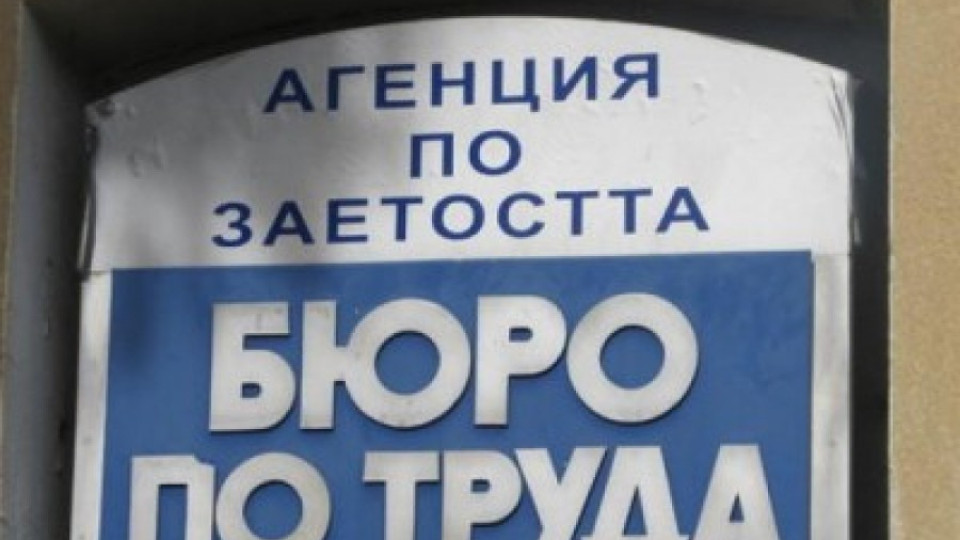 АГЕНЦИЯ
ПО
ЗАЕТОСТТА
БЮРО
ПО ТРУДА